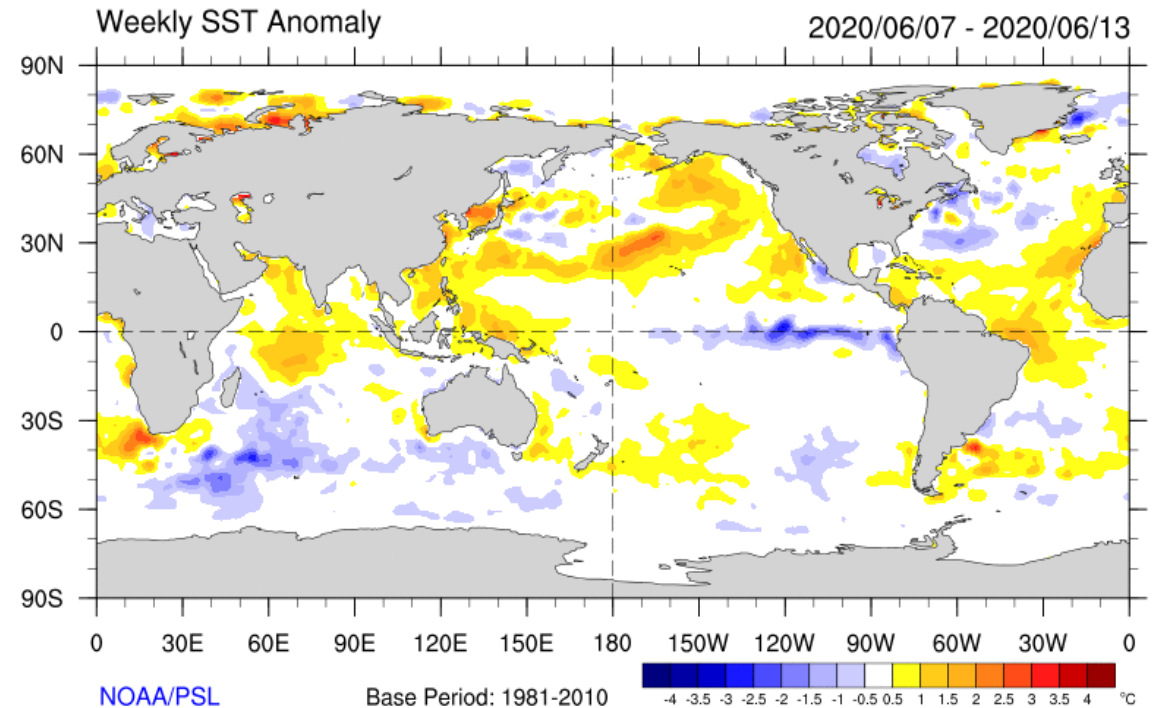 Weekly SST Anomaly 2020/06/07 - 2020/06/13
90N
60N
30N
0
30S
60S
90S
0 30E 60E 90E 120E 150E 180 150W 120W 90W 60W 30W 0
NOAA/PSL Base Period: 1981-2010
-4 -3.5 -3 -2.5 -2 -1.5 -1 -0.5 0.5 1 1.5 2 2.5 3 3.5 4 °C